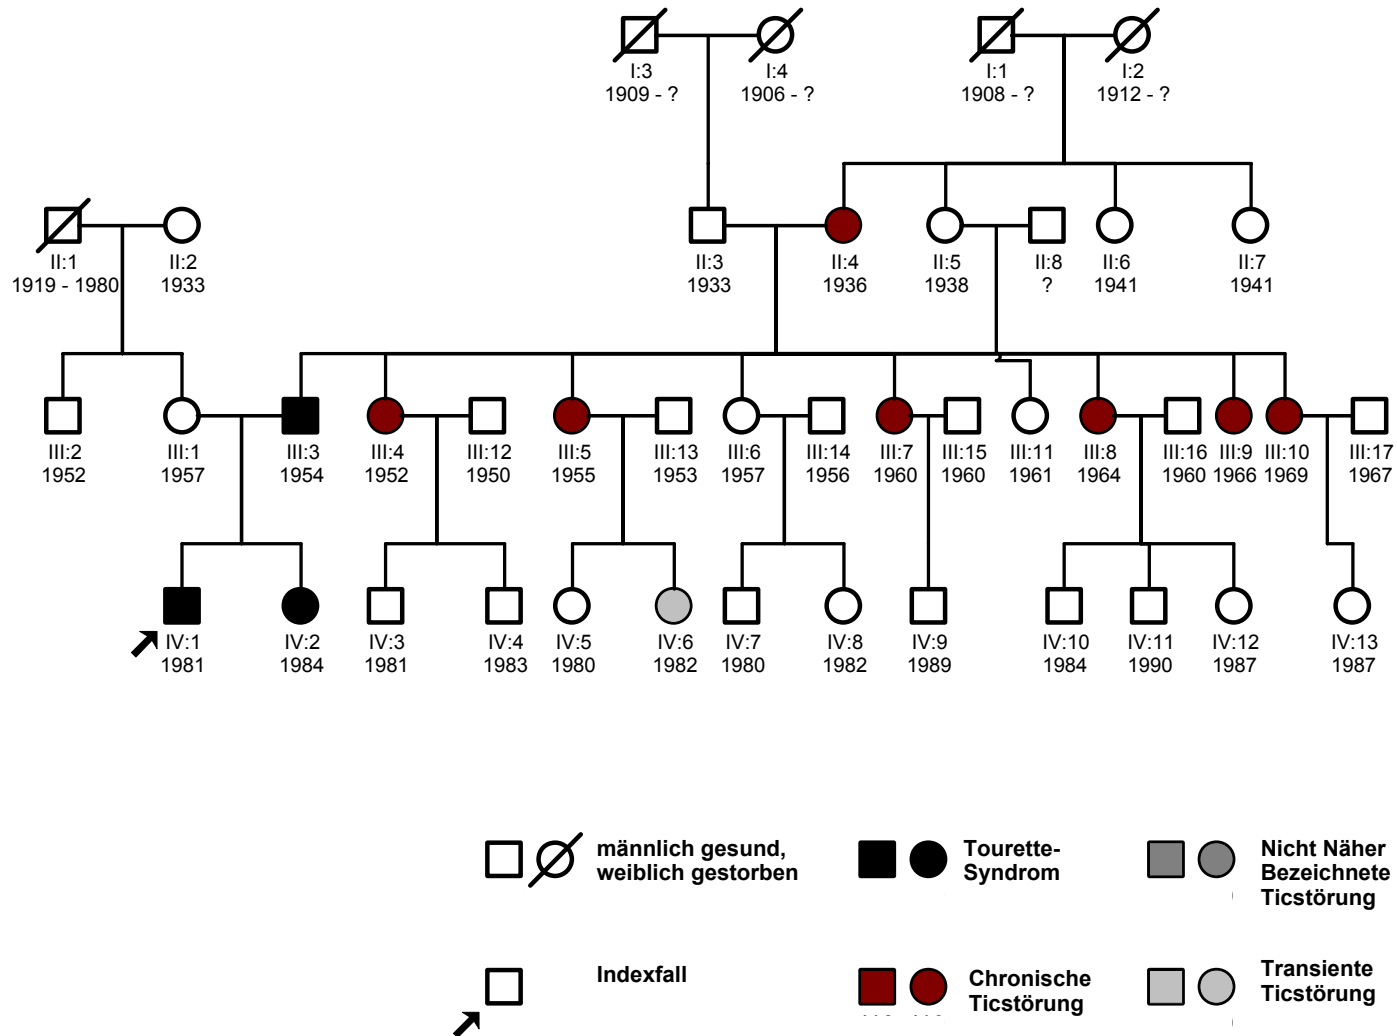 I:3 I:4 I:1 I:2
1909 - ? 1906 - ? 1908 - ? 1912 - ?
II:1 II:2 II:3 II:4 II:5 II:8 II:6 II:7
1919 - 1980 1933 1933 1936 1938 ? 1941 1941
III:2 III:1 III:3 III:4 III:12 III:5 III:13 III:6 III:14 III:7 III:15 III:11 III:8 III:16 III:9 III:10 III:17
1952 1957 1954 1952 1950 1955 1953 1957 1956 1960 1960 1961 1964 1960 1966 1969 1967
IV:1 IV:2 IV:3 IV:4 IV:5 IV:6 IV:7 IV:8 IV:9 IV:10 IV:11 IV:12 IV:13
1981 1984 1981 1983 1980 1982 1980 1982 1989 1984 1990 1987 1987
männlich gesund,
weiblich gestorben
Tourette-
Syndrom
Nicht Näher
Bezeichnete
Ticstörung
Indexfall
Chronische
Ticstörung
Transiente
Ticstörung